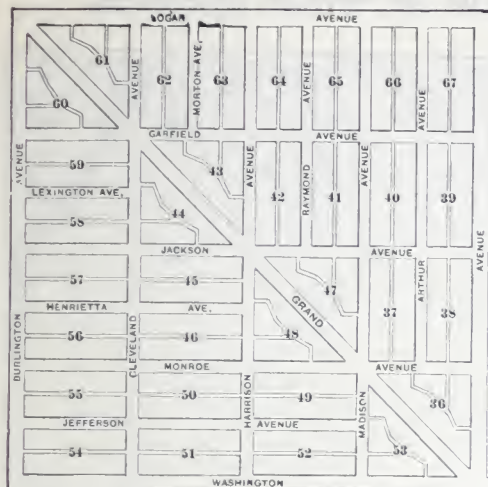 LOGAN AVENUE
61
AVENUE
62
MORTON AVE,
63
64
AVENUE
65
66
AVENUE
67
60
GARFIELD AVENUE
AVENUE
59
43
AVENUE
42
RAYMOND
41
AVENUE
40
39
LEXINGTON AVE,
58
44
JACKSON AVENUE
AVENUE
57
45
47
GRAND
37
ARTHUR
38
HENRIETTA AVE,
56
46
48
BURLINGTON
CLEVELAND
MONROE AVENUE
55
50
HARRISON
49
MADISON
36
JEFFERSON AVENUE
54
51
52
53
WASHINGTON